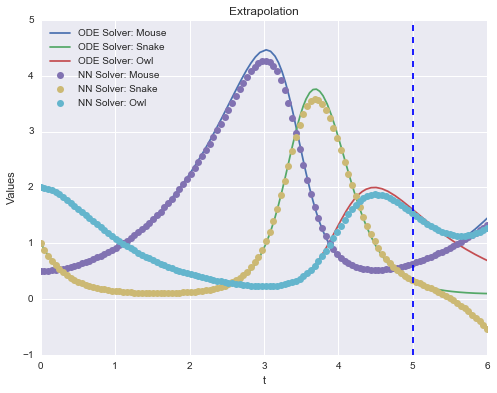 Extrapolation
ODE Solver: Mouse
ODE Solver: Snake
ODE Solver: Owl
NN Solver: Mouse
NN Solver: Snake
NN Solver: Owl
Values
5
4
3
2
1
0
−1
0 1 2 3 4 5 6
t